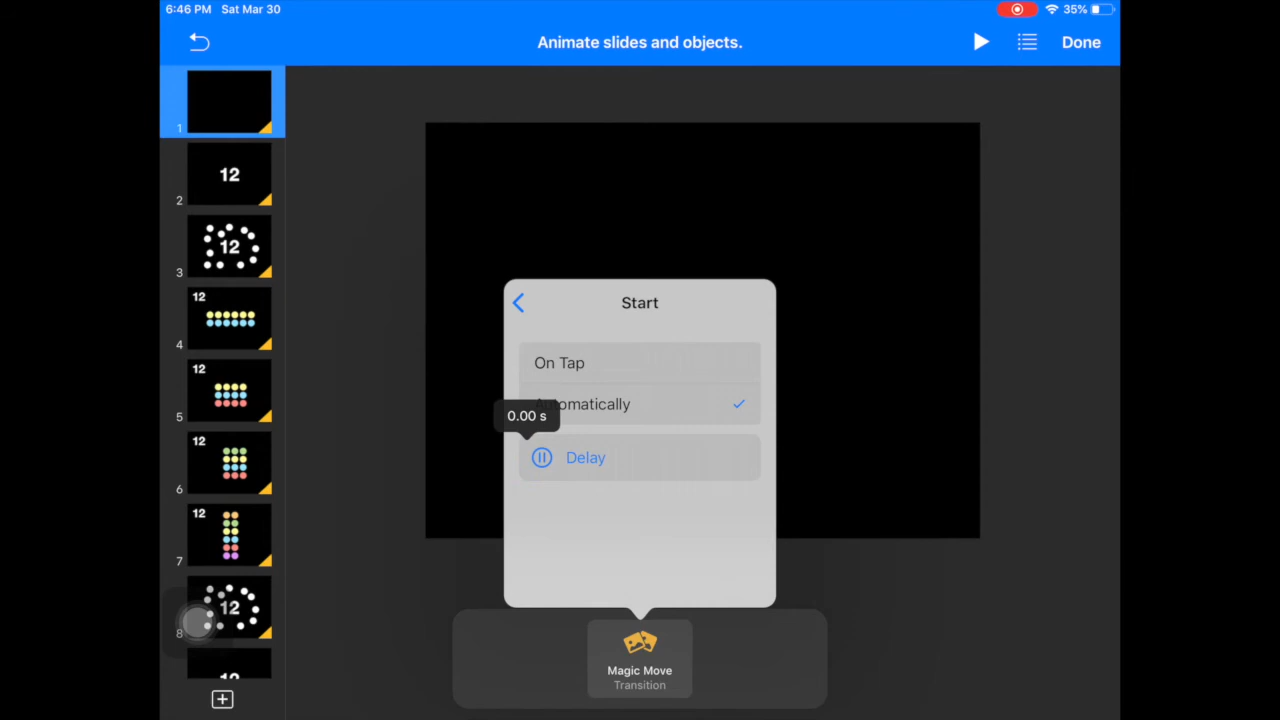 6:46 PM Sat Mar 30
35%
Animate slides and objects.
Done
1
12
2
12
3
12
4
12
5
12
6
12
7
12
8
12
Start
On Tap
Automatically
0.00 s
Delay
Magic Move
Transition